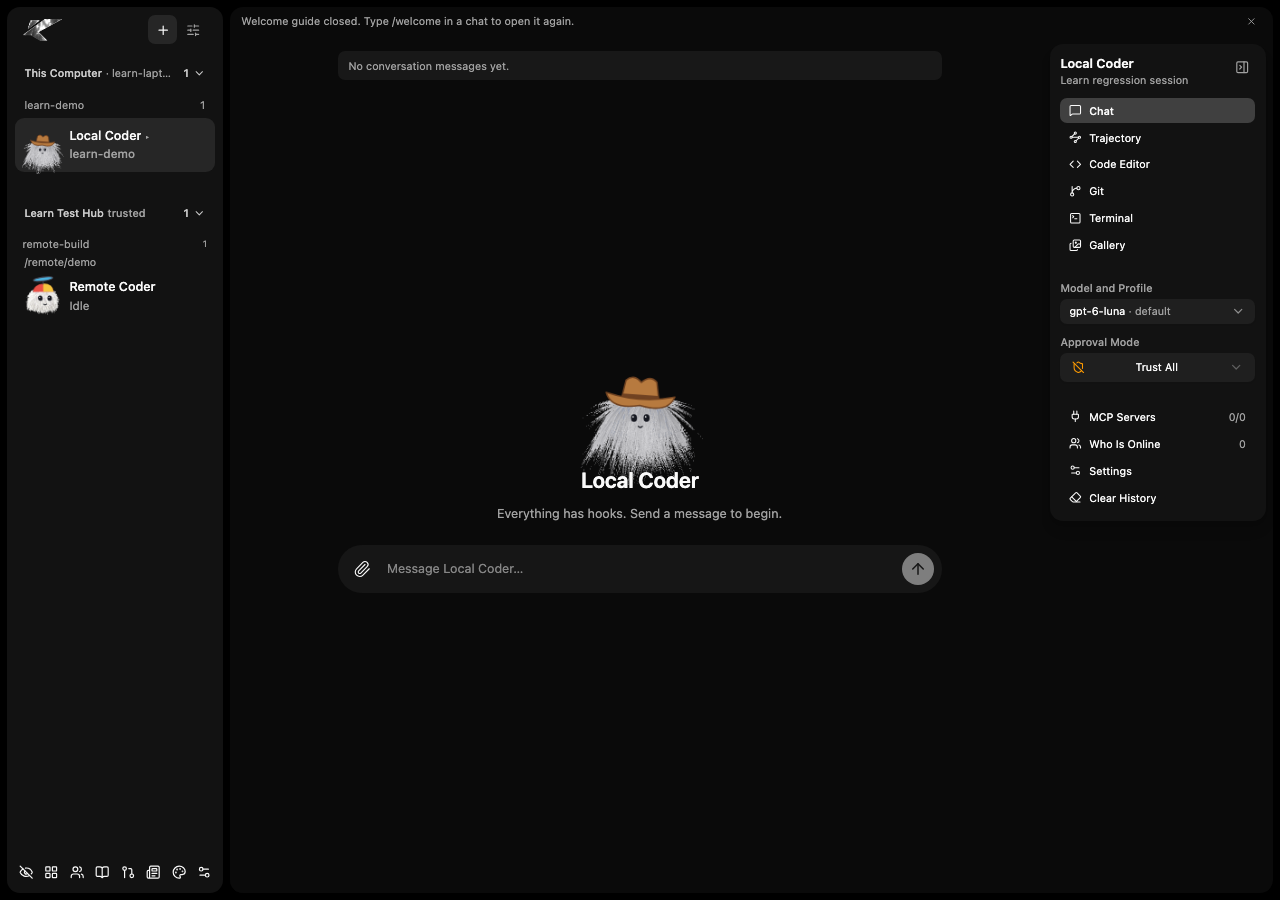 Welcome guide closed. Type /welcome in a chat to open it again.
This Computer · learn-lapt... 1
learn-demo 1
Local Coder
learn-demo
Learn Test Hub trusted 1
remote-build 1
/remote/demo
Remote Coder
Idle
No conversation messages yet.
Local Coder
Everything has hooks. Send a message to begin.
Message Local Coder...
Local Coder
Learn regression session
Chat
Trajectory
Code Editor
Git
Terminal
Gallery
Model and Profile
gpt-6-luna · default
Approval Mode
Trust All
MCP Servers 0/0
Who Is Online 0
Settings
Clear History